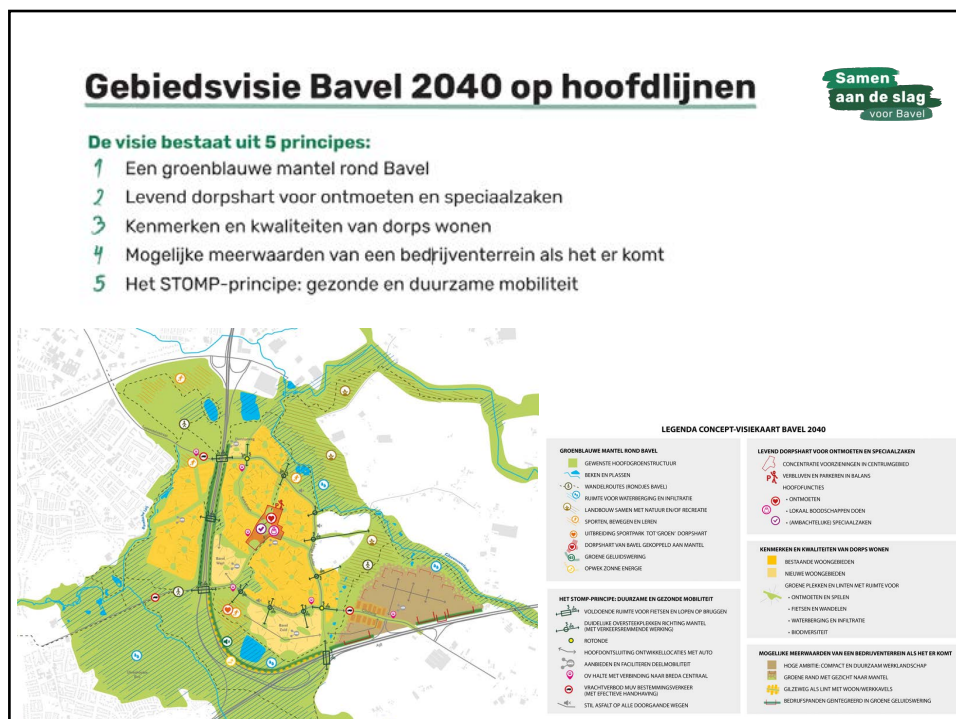 Gebiedsvisie Bavel 2040 op hoofdlijnen
Samen
aan de slag
voor Bavel
De visie bestaat uit 5 principes:
1 Een groenblauwe mantel rond Bavel
2 Levend dorpshart voor ontmoeten en speciaalzaken
3 Kenmerken en kwaliteiten van dorps wonen
4 Mogelijke meerwaarden van een bedrijventerrein als het er komt
5 Het STOMP-principe: gezonde en duurzame mobiliteit
LEGENDA CONCEPT-VISIEKAART BAVEL 2040
GROENBLAUWE MANTEL ROND BAVEL
GEWENSTE HOOFDGROENSTRUCTUUR
BEKEN EN PLASSEN
WANDELROUTES (RONDJES BAVEL)
RUIMTE VOOR WATERBERGING EN INFILTRATIE
LANDBOUW SAMEN MET NATUUR EN/OF RECREATIE
SPORTEN, BEWEGEN EN LEREN
UITBREIDING SPORTPARK TOT 'GROEN' DORPSHART
DORPSHART VAN BAVEL GEKOPPELD AAN MANTEL
GROENE GELUIDSWERING
OPWEK ZONNE ENERGIE
HET STOMP-PRINCIPE: DUURZAME EN GEZONDE MOBILITEIT
VOLDOENDE RUIMTE VOOR FIETSEN EN LOPEN OP BRUGGEN
DUIDELIJKE OVERSTEEKPLEKKEN RICHTING MANTEL
(MET VERKEERSREMMENDE WERKING)
ROTONDE
HOOFDONTSLUITING ONTWIKKELLOCATIES MET AUTO
AANBIEDEN EN FACILITEREN DEELMOBILITEIT
OV HALTE MET VERBINDING NAAR BREDA CENTRAAL
VRACHTVERBOD MUV BESTEMMINGSVERKEER
(MET EFECTIEVE HANDHAVING)
STIL ASFALT OP ALLE DOORGAANDE WEGEN
LEVEND DORPSHART VOOR ONTMOETEN EN SPECIAALZAKEN
CONCENTRATIE VOORZIENINGEN IN CENTRUMGEBIED
P VERBLIJVEN EN PARKEREN IN BALANS
HOOFDFUNCTIES
• ONTMOETEN
• LOKAAL BOODSCHAPPEN DOEN
• (AMBACHTELIJKE) SPECIAALZAKEN
KENMERKEN EN KWALITEITEN VAN DORPS WONEN
BESTAANDE WOONGEBIEDEN
NIEUWE WOONGEBIEDEN
GROENE PLEKKEN EN LINTEN MET RUIMTE VOOR
• ONTMOETEN EN SPELEN
• FIETSEN EN WANDELEN
• WATERBERGING EN INFILTRATIE
• BIODIVERSITEIT
MOGELIJKE MEERWAARDEN VAN EEN BEDRIJVENTERREIN ALS HET ER KOMT
HOGE AMBITIE: COMPACT EN DUURZAAM WERKLANDSCHAP
GROENE RAND MET GEZICHT NAAR MANTEL
GILZEWEG ALS LINT MET WOON/WERKKAVELS
BEDRIJFSPANDEN GEINTEGREERD IN GROENE GELUIDSWERING